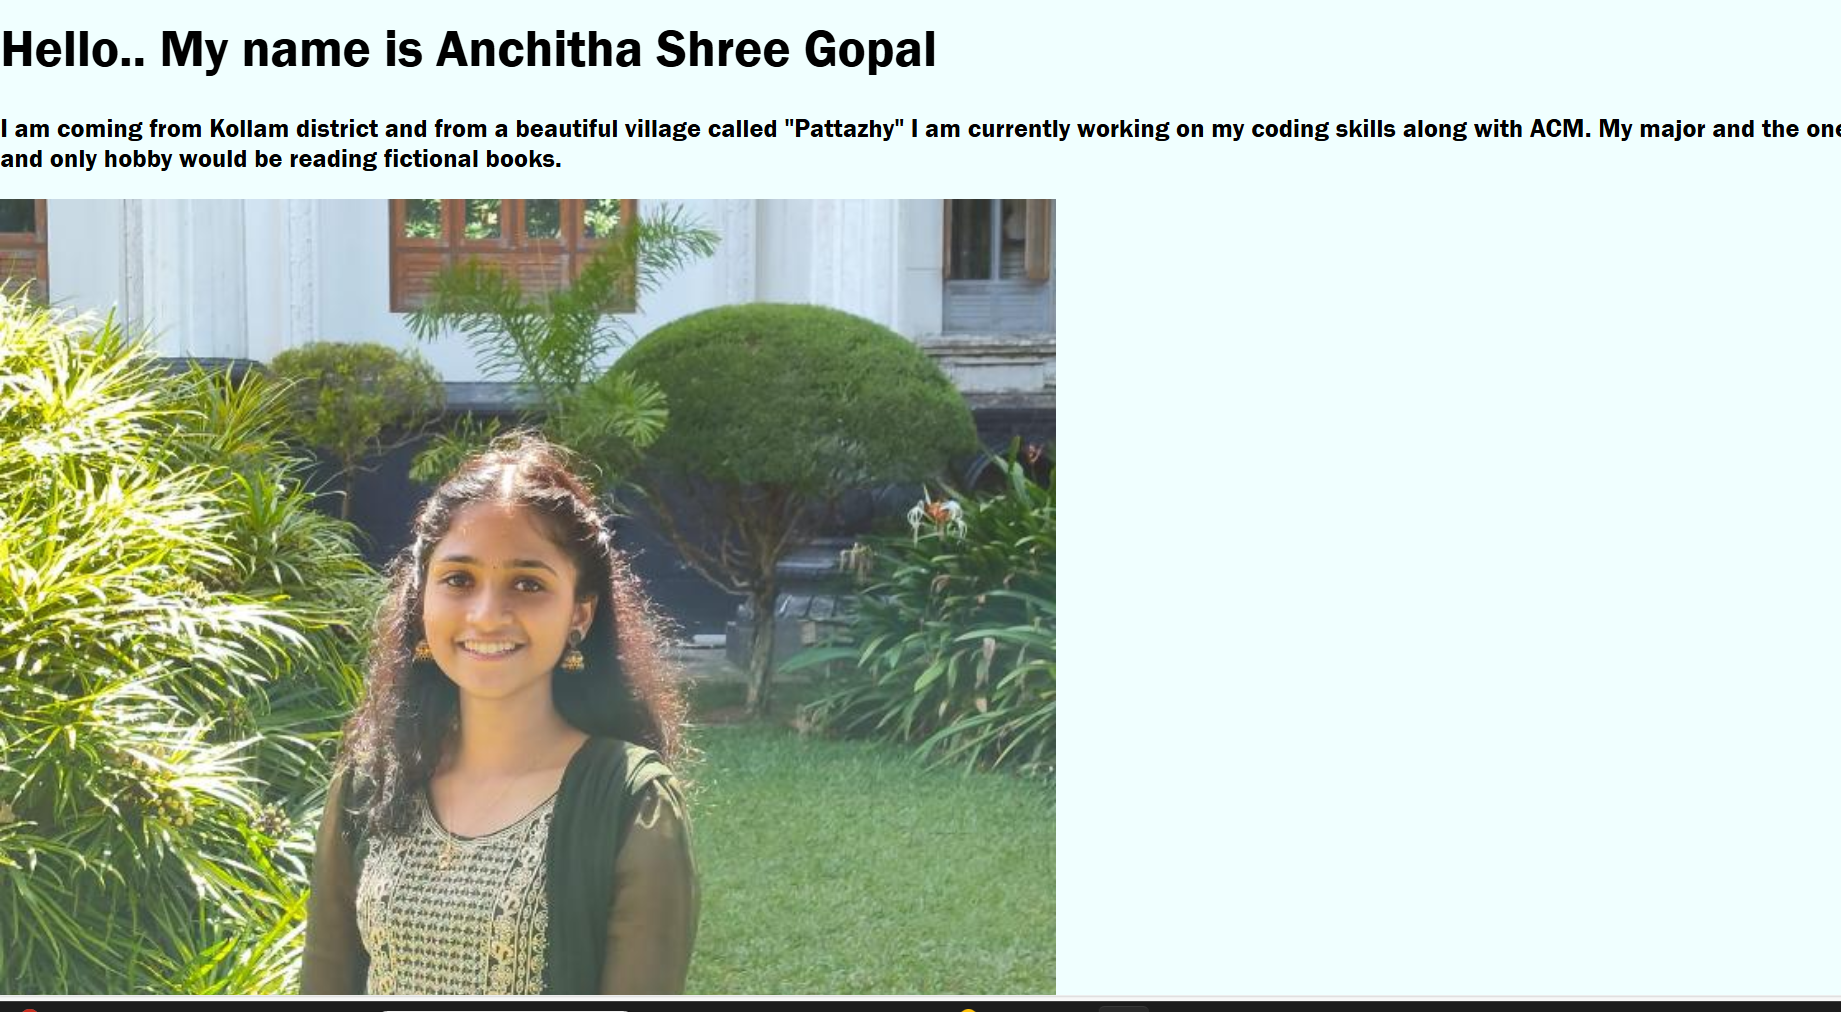 Hello.. My name is Anchitha Shree Gopal
I am coming from Kollam district and from a beautiful village called "Pattazhy" I am currently working on my coding skills along with ACM. My major and the one
and only hobby would be reading fictional books.